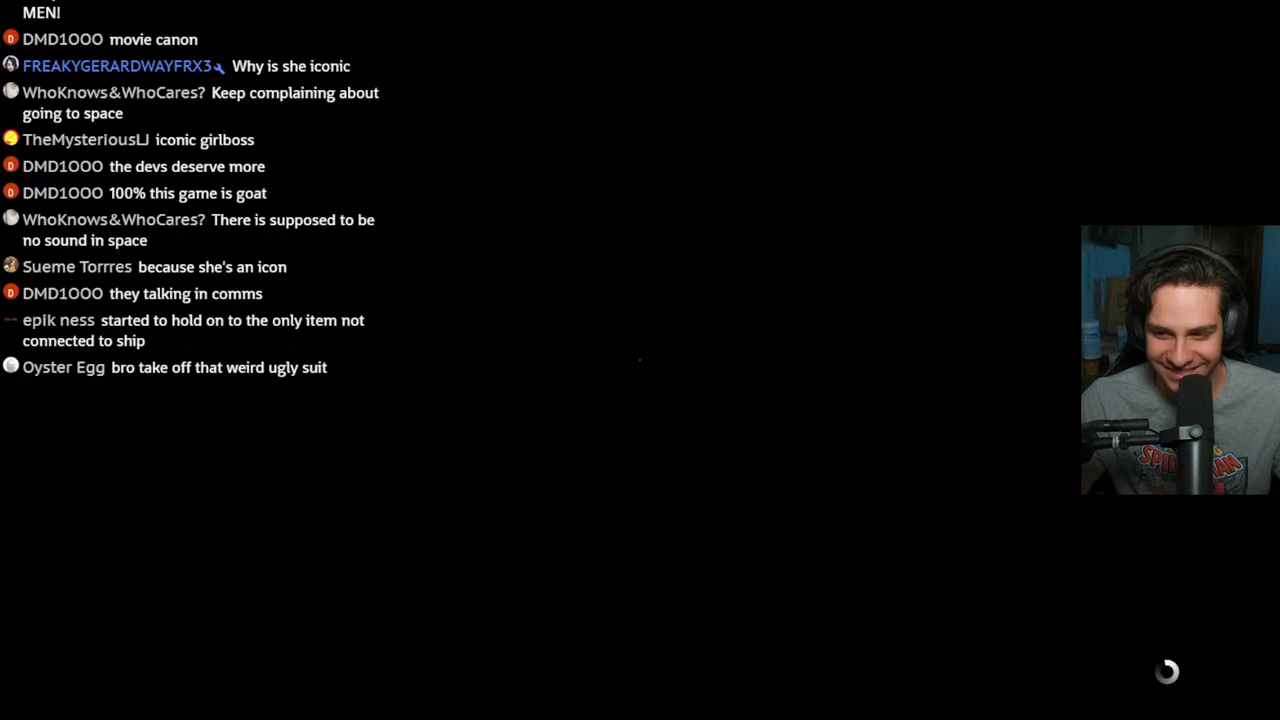 MEN!
DMD1OOO movie canon
FREAKYGERARDWAYFRX3 Why is she iconic
WhoKnows&WhoCares? Keep complaining about
going to space
TheMysteriousLJ iconic girlboss
DMD1OOO the devs deserve more
DMD1OOO 100% this game is goat
WhoKnows&WhoCares? There is supposed to be
no sound in space
Sueme Torrres because she's an icon
DMD1OOO they talking in comms
epik ness started to hold on to the only item not
connected to ship
Oyster Egg bro take off that weird ugly suit